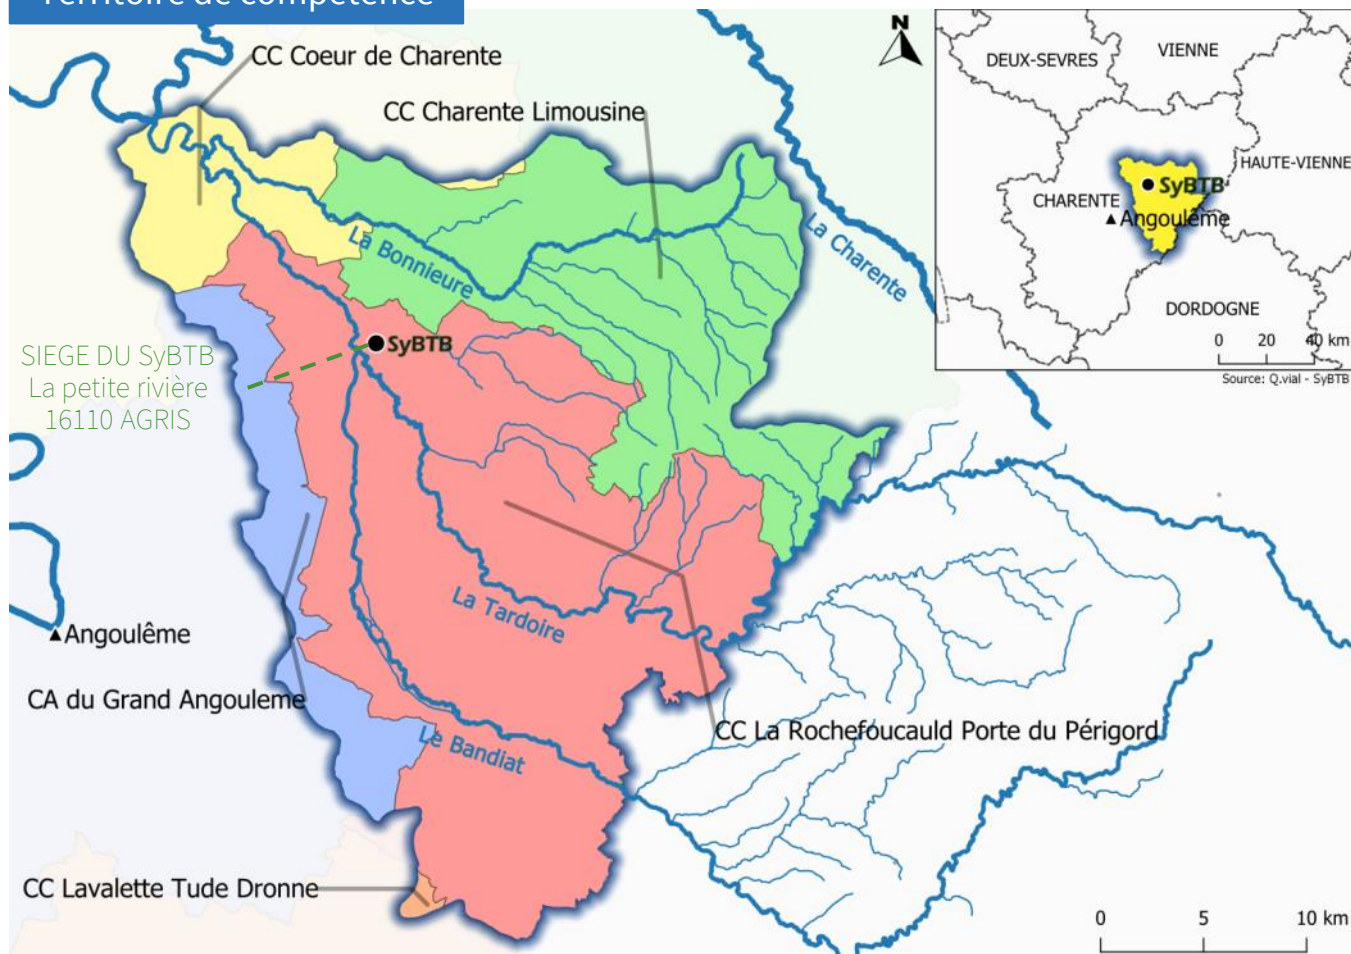 Territoire de compétence
CC Coeur de Charente
CC Charente Limousine
N
La Charente
La Bonnieure
SyBTB
SIEGE DU SyBTB
La petite rivière
16110 AGRIS
La Tardoire
Angoulême
CA du Grand Angouleme
Le Bandiat
CC La Rochefoucauld Porte du Périgord
CC Lavalette Tude Dronne
0 5 10 km
DEUX-SEVRES
VIENNE
HAUTE-VIENNE
CHARENTE
SyBTB
Angoulême
DORDOGNE
0 20 40 km
Source: Q.vial - SyBTB